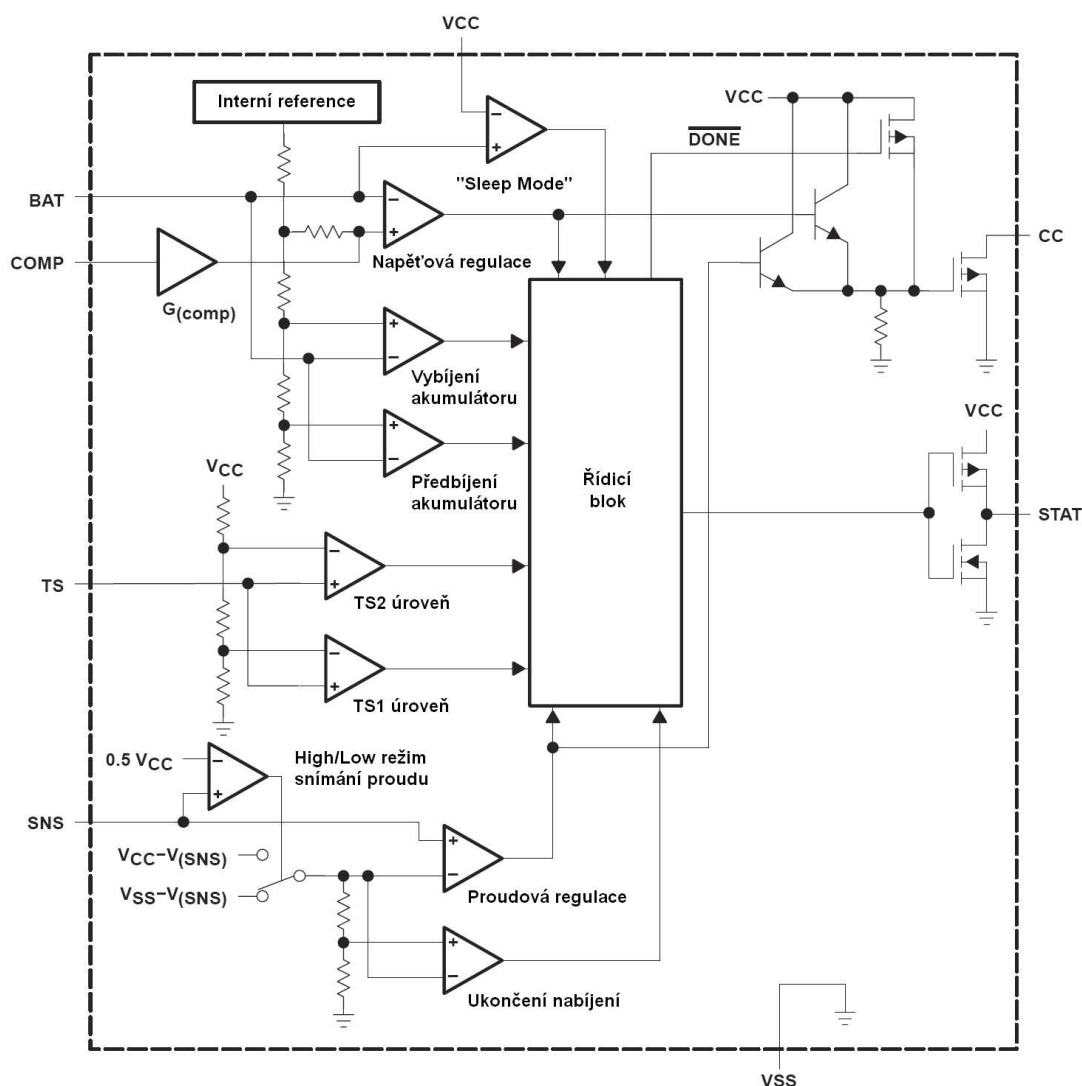 VCC
Interní reference
VCC
DONE
BAT
"Sleep Mode"
CC
COMP
Napěťová regulace
G(comp)
Vybíjení
akumulátoru
VCC
VCC
Předbíjení
akumulátoru
Řídicí
blok
STAT
TS
TS2 úroveň
TS1 úroveň
0.5 VCC
High/Low režim
snímání proudu
SNS
VCC–V(SNS)
VSS–V(SNS)
Proudová regulace
Ukončení nabíjení
VSS